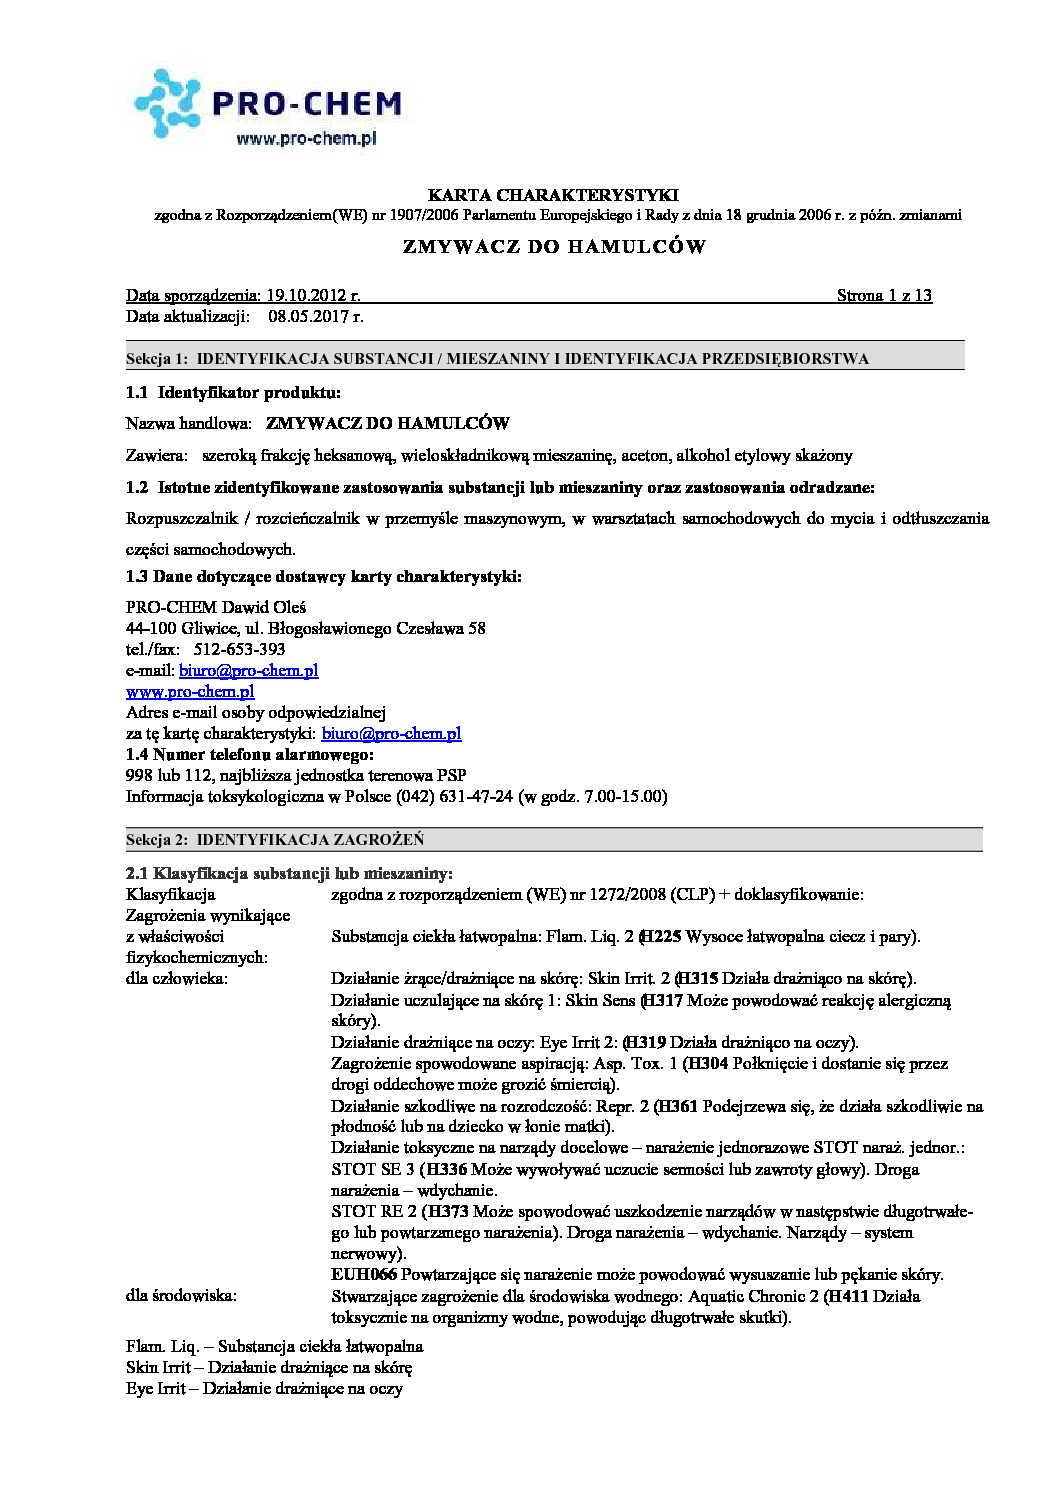 PRO-CHEM
www.pro-chem.pl
KARTA CHARAKTERYSTYKI
zgodna z Rozporządzeniem(WE) nr 1907/2006 Parlamentu Europejskiego i Rady z dnia 18 grudnia 2006 r. z późn. zmianami
ZMYWACZ DO HAMULCÓW
Data sporządzenia: 19.10.2012 r. Strona 1 z 13
Data aktualizacji: 08.05.2017 r.
Sekcja 1: IDENTYFIKACJA SUBSTANCJI / MIESZANINY I IDENTYFIKACJA PRZEDSIĘBIORSTWA
1.1 Identyfikator produktu:
Nazwa handlowa: ZMYWACZ DO HAMULCÓW
Zawiera: szeroką frakcję heksanową, wieloskładnikową mieszaninę, aceton, alkohol etylowy skażony
1.2 Istotne zidentyfikowane zastosowania substancji lub mieszaniny oraz zastosowania odradzane:
Rozpuszczalnik / rozcieńczalnik w przemyśle maszynowym, w warsztatach samochodowych do mycia i odtłuszczania
części samochodowych.
1.3 Dane dotyczące dostawcy karty charakterystyki:
PRO-CHEM Dawid Oleś
44-100 Gliwice, ul. Błogosławionego Czesława 58
tel./fax: 512-653-393
e-mail: biuro@pro-chem.pl
www.pro-chem.pl
Adres e-mail osoby odpowiedzialnej
za tę kartę charakterystyki: biuro@pro-chem.pl
1.4 Numer telefonu alarmowego:
998 lub 112, najbliższa jednostka terenowa PSP
Informacja toksykologiczna w Polsce (042) 631-47-24 (w godz. 7.00-15.00)
Sekcja 2: IDENTYFIKACJA ZAGROŻEŃ
2.1 Klasyfikacja substancji lub mieszaniny:
Klasyfikacja zgodna z rozporządzeniem (WE) nr 1272/2008 (CLP) + doklasyfikowanie:
Zagrożenia wynikające
z właściwości Substancja ciekła łatwopalna: Flam. Liq. 2 (H225 Wysoce łatwopalna ciecz i pary).
fizykochemicznych:
dla człowieka: Działanie żrące/drażniące na skórę: Skin Irrit. 2 (H315 Działa drażniąco na skórę).
Działanie uczulające na skórę 1: Skin Sens (H317 Może powodować reakcję alergiczną
skóry).
Działanie drażniące na oczy: Eye Irrit 2: (H319 Działa drażniąco na oczy).
Zagrożenie spowodowane aspiracją: Asp. Tox. 1 (H304 Połknięcie i dostanie się przez
drogi oddechowe może grozić śmiercią).
Działanie szkodliwe na rozrodczość: Repr. 2 (H361 Podejrzewa się, że działa szkodliwie na
płodność lub na dziecko w łonie matki).
Działanie toksyczne na narządy docelowe – narażenie jednorazowe STOT naraż. jednor.:
STOT SE 3 (H336 Może wywoływać uczucie senności lub zawroty głowy). Droga
narażenia – wdychanie.
STOT RE 2 (H373 Może spowodować uszkodzenie narządów w następstwie długotrwałe-
go lub powtarzanego narażenia). Droga narażenia – wdychanie. Narządy – system
nerwowy).
EUH066 Powtarzające się narażenie może powodować wysuszanie lub pękanie skóry.
dla środowiska: Stwarzające zagrożenie dla środowiska wodnego: Aquatic Chronic 2 (H411 Działa
toksycznie na organizmy wodne, powodując długotrwałe skutki).
Flam. Liq. – Substancja ciekła łatwopalna
Skin Irrit – Działanie drażniące na skórę
Eye Irrit – Działanie drażniące na oczy